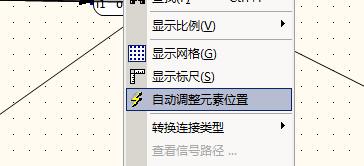 显示比例(V)
显示网格(G)
显示标尺(S)
自动调整元素位置
转换连接类型
查看信号路径 ...